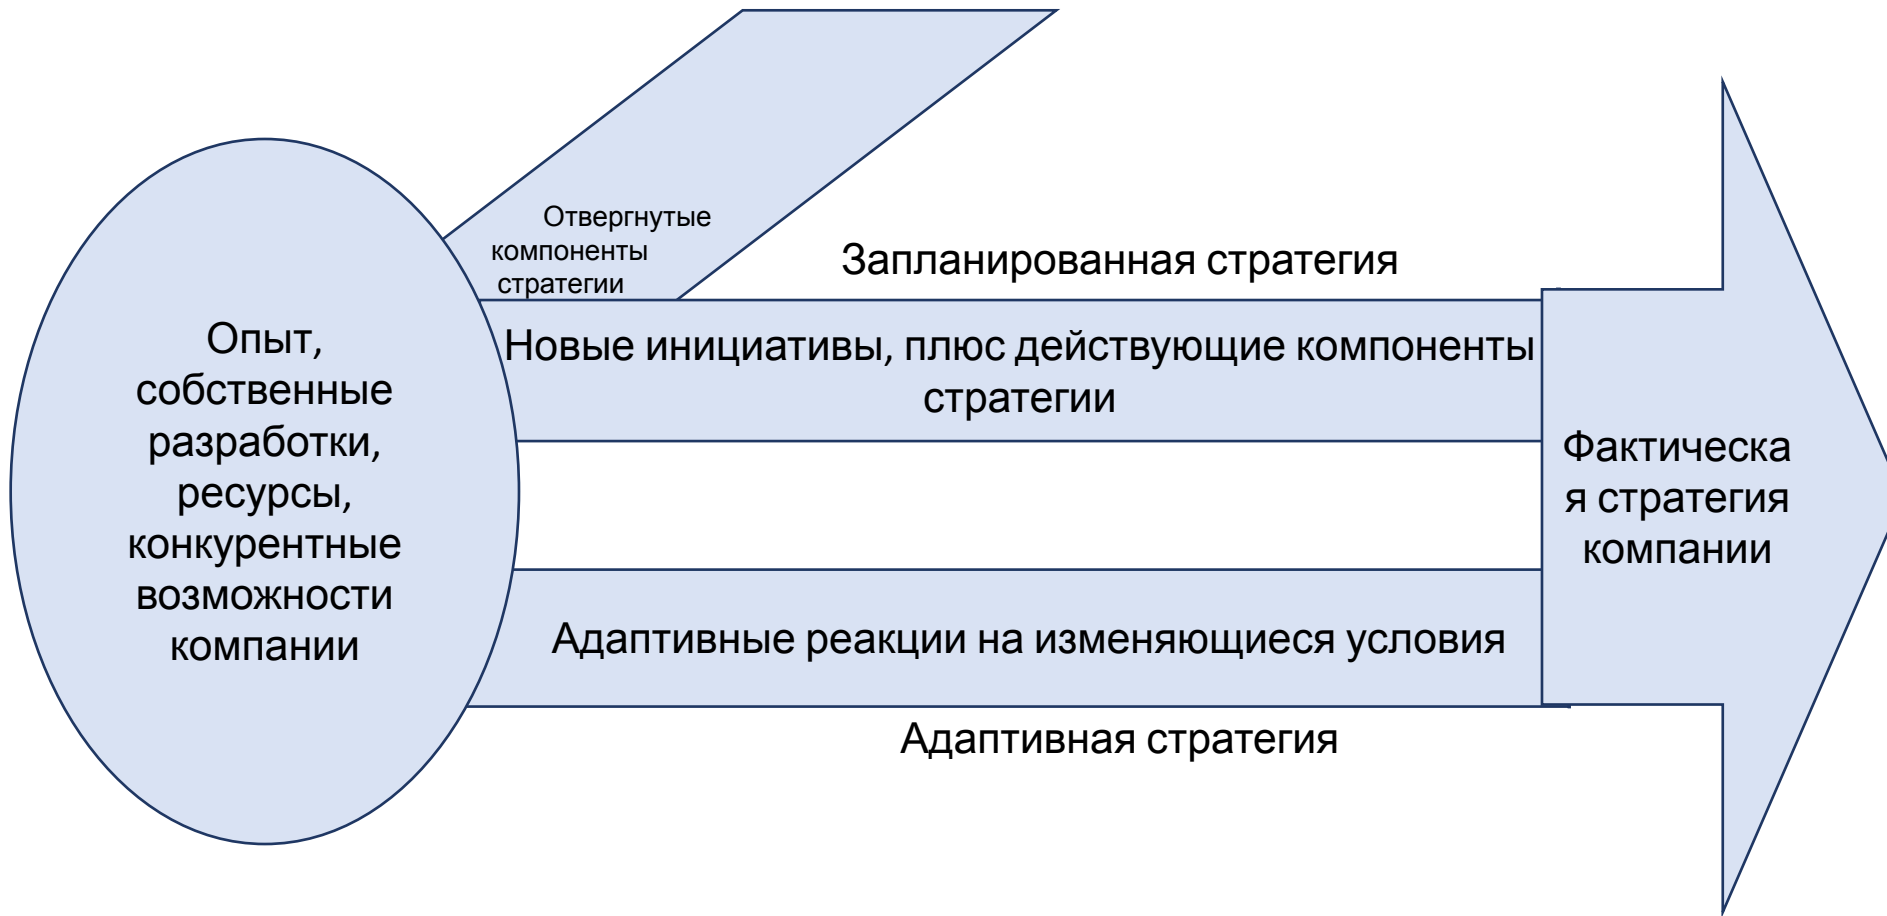 Отвергнутые
компоненты
стратегии
Запланированная стратегия
Опыт,
собственные
разработки,
ресурсы,
конкурентные
возможности
компании
Новые инициативы, плюс действующие компоненты
стратегии
Фактическа
я стратегия
компании
Адаптивные реакции на изменяющиеся условия
Адаптивная стратегия